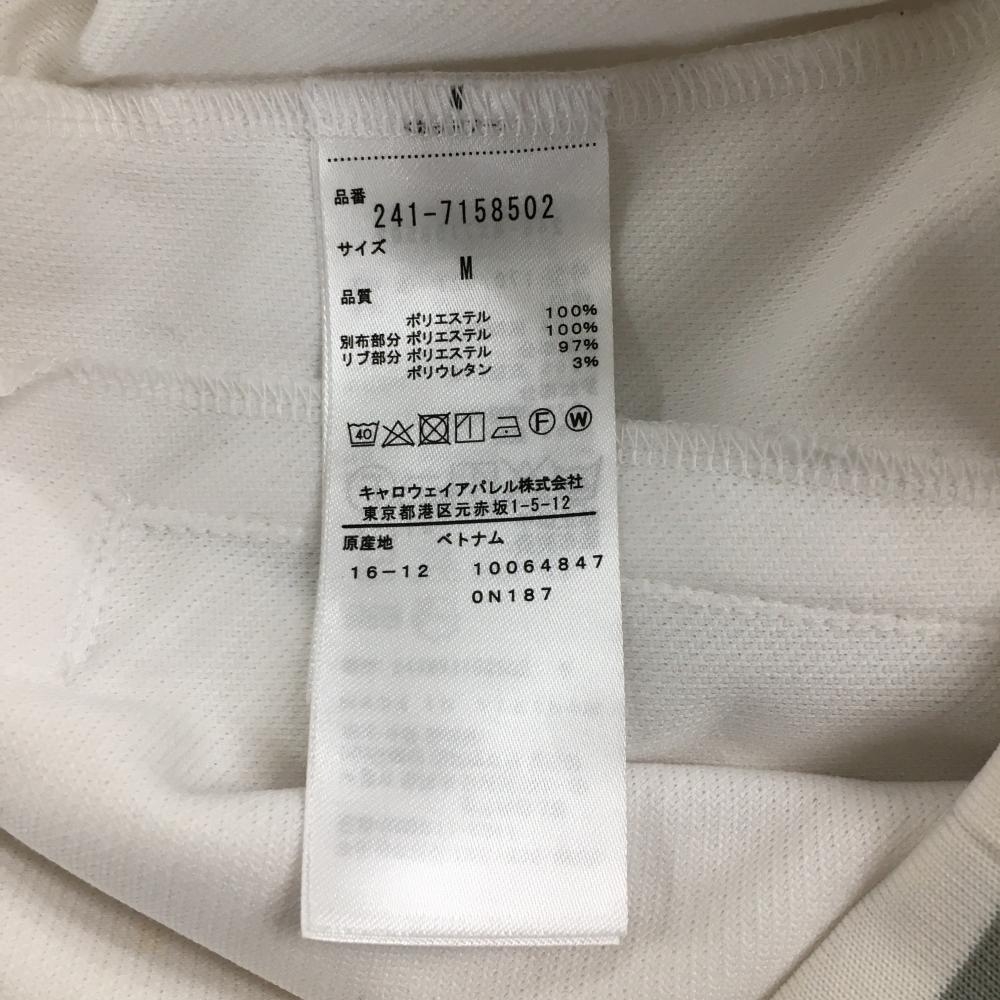 品番
241-7158502
サイズ
M
品質
ポリエステル 100%
別布部分 ポリエステル 100%
リブ部分 ポリエステル 97%
ポリウレタン 3%
40 F W
キャロウェイアパレル株式会社
東京都港区元赤坂1-5-12
原産地 ベトナム
16-12 10064847
0N187